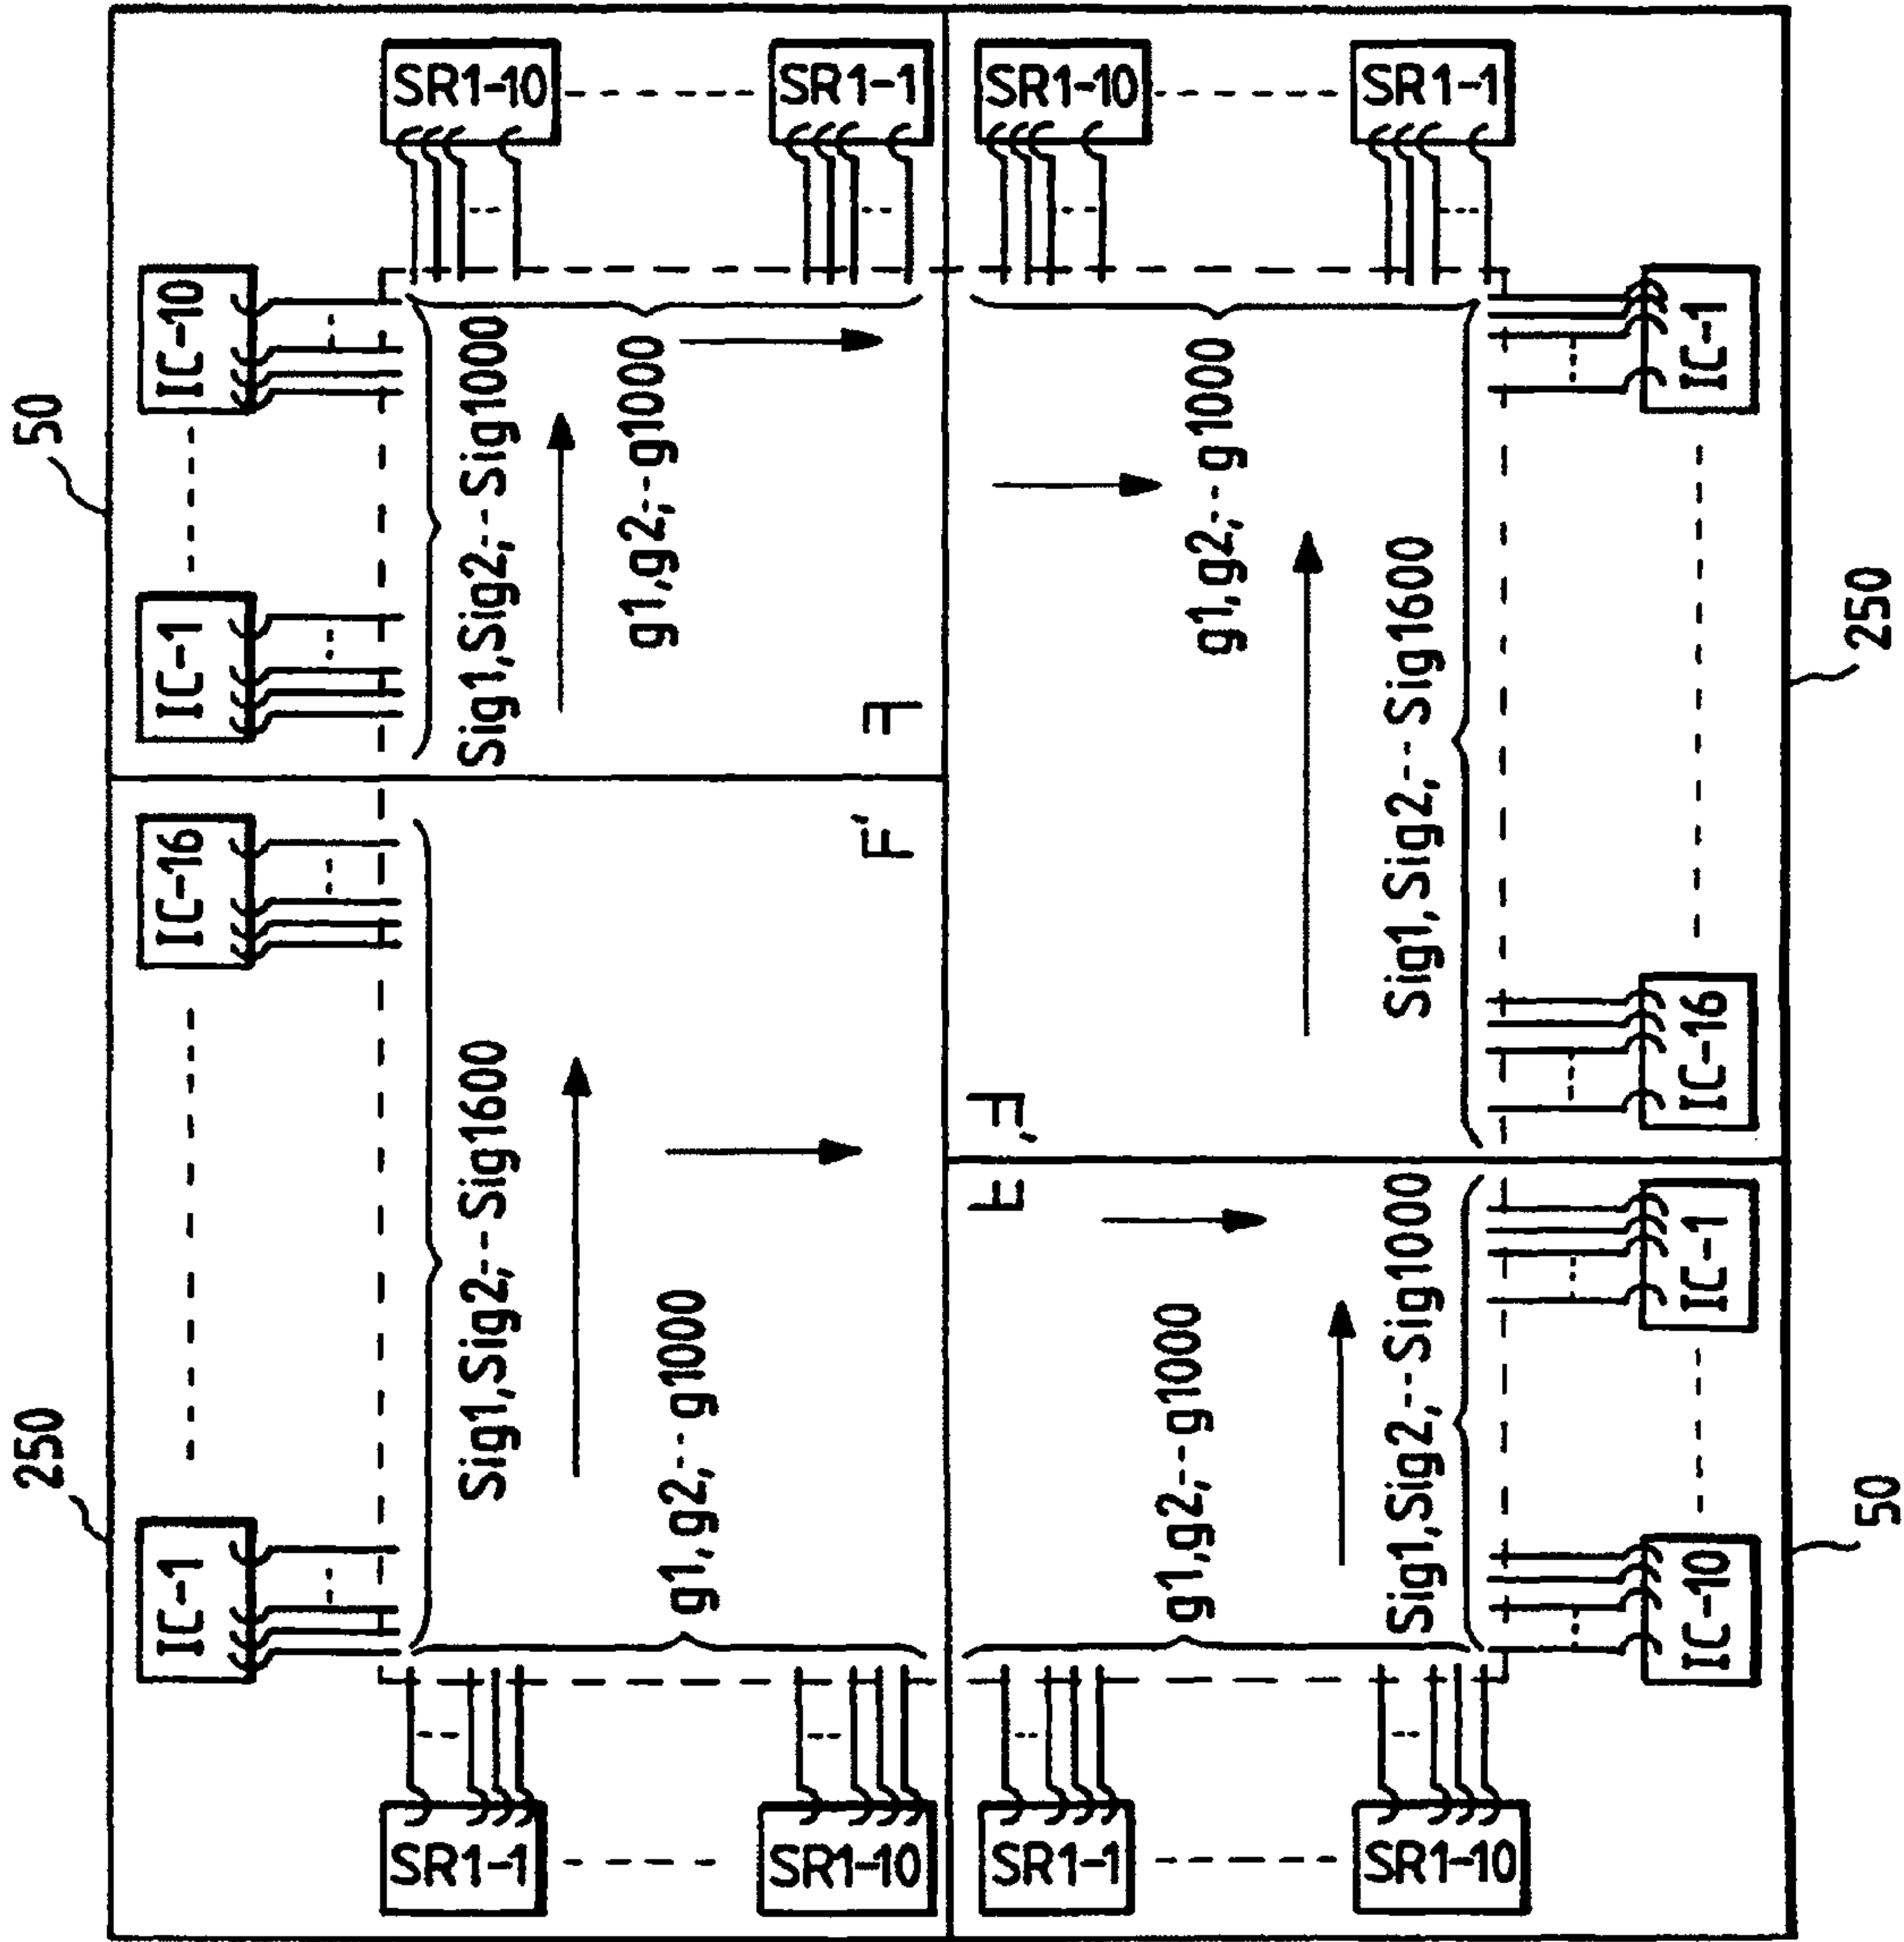 250
50
IC-1
IC-16
IC-1
IC-10
SR1-1
SR1-10
Sig1,Sig2,--Sig1600
Sig1,Sig2,--Sig1000
g1,g2,--g1000
g1,g2,--g1000
SR1-10
F'
F
SR1-1
SR1-1
F
F'
SR1-10
g1,g2,--g1000
g1,g2,--g1000
SR1-10
SR1-1
Sig1,Sig2,--Sig1000
Sig1,Sig2,--Sig1600
IC-10
IC-1
IC-16
IC-1
50
250